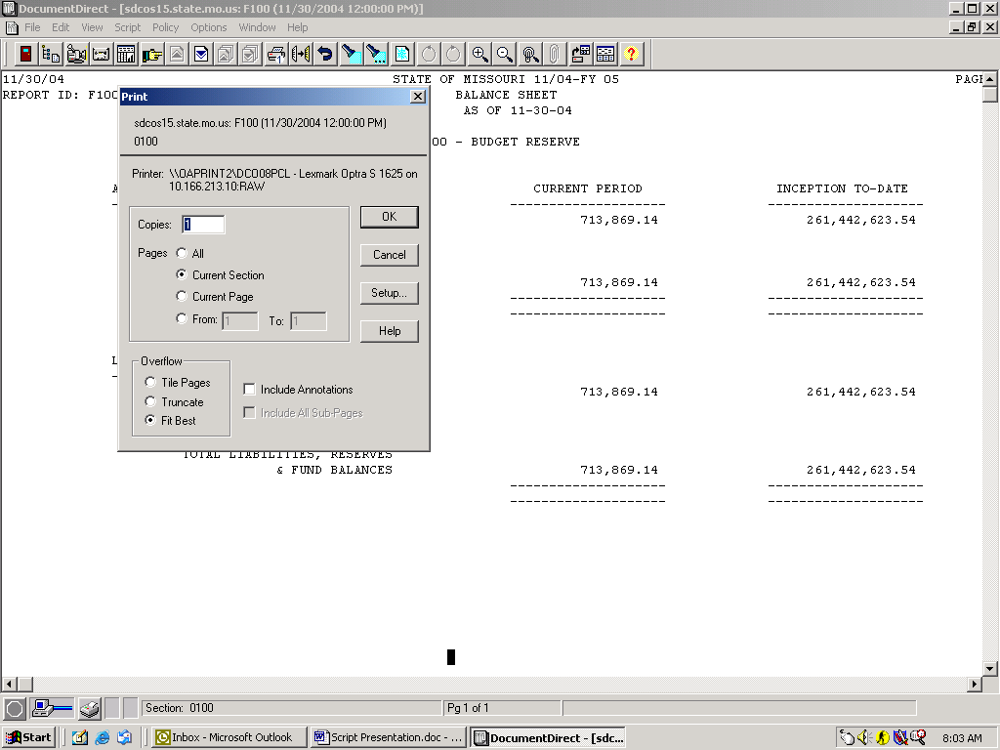 DocumentDirect - [sdcos15.state.mo.us: F100 (11/30/2004 12:00:00 PM)]
File Edit View Script Policy Options Window Help
11/30/04 STATE OF MISSOURI 11/04-FY 05 PAGE
REPORT ID: F100 BALANCE SHEET
AS OF 11-30-04
00 - BUDGET RESERVE
CURRENT PERIOD INCEPTION TO-DATE
713,869.14 261,442,623.54
713,869.14 261,442,623.54
713,869.14 261,442,623.54
TOTAL LIABILITIES, RESERVES
& FUND BALANCES 713,869.14 261,442,623.54
Print
sdcos15.state.mo.us: F100 (11/30/2004 12:00:00 PM)
0100
Printer: \\OAPRINT2\DCO08PCL - Lexmark Optra S 1625 on
10.166.213.10:RAW
Copies: 1
OK
Pages All
Cancel
Current Section
Current Page
Setup...
From: 1 To: 1
Help
Overflow
Tile Pages
Truncate
Fit Best
Include Annotations
Include All Sub-Pages
Section: 0100 Pg 1 of 1
Start Inbox - Microsoft Outlook Script Presentation.doc - ... DocumentDirect - [sdc... 8:03 AM